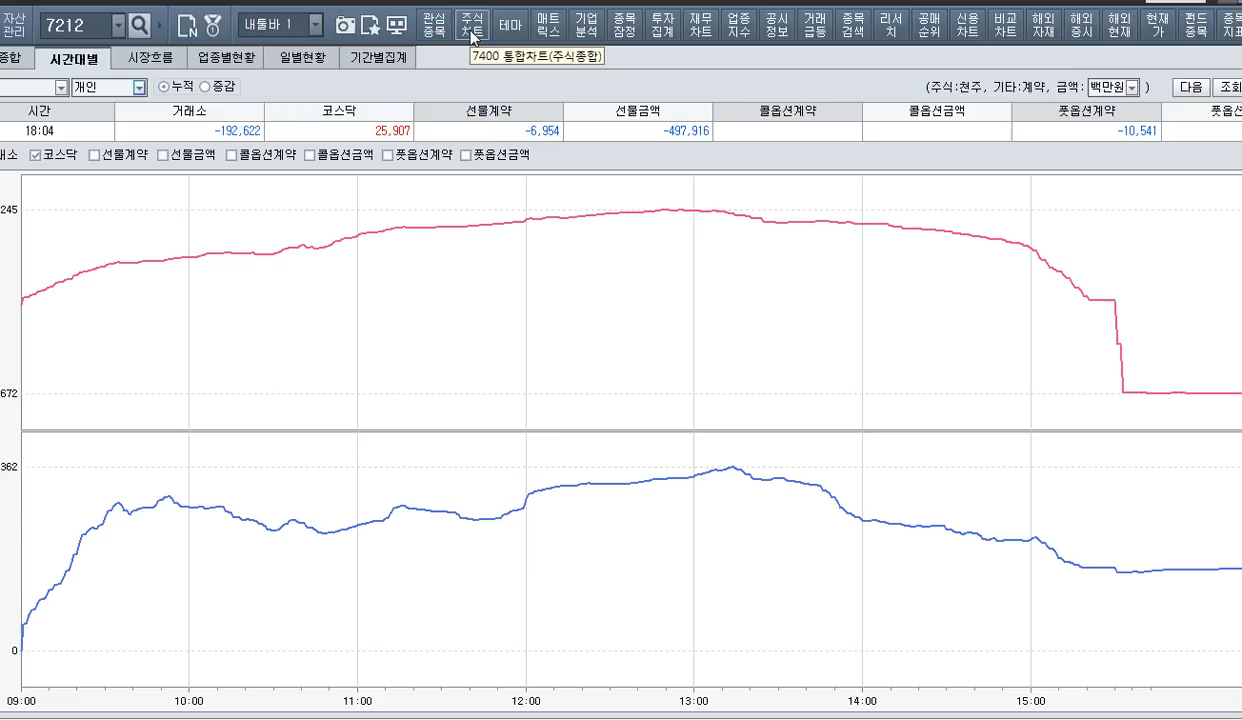 자산 관리 7212 내툴바 1 관심 종목 주식 차트 테마 매트 릭스 기업 분석 종목 잠정 투자 집계 재무 차트 업종 지수 공시 정보 거래 급등 종목 검색 리서 치 공매 순위 신용 차트 비교 차트 해외 자재 해외 증시 해외 현재 현재 가 펀드 종목
7400 통합차트(주식종합)
종합 시간대별 시장흐름 업종별현황 일별현황 기간별집계
개인 누적 증감 (주식:천주, 기타:계약, 금액: 백만원 ) 다음 조회
시간 거래소 코스닥 선물계약 선물금액 콜옵션계약 콜옵션금액 풋옵션계약 풋옵션
18:04 -192,622 25,907 -6,954 -497,916 -10,541
래소 코스닥 선물계약 선물금액 콜옵션계약 콜옵션금액 풋옵션계약 풋옵션금액
245
672
362
0
09:00 10:00 11:00 12:00 13:00 14:00 15:00